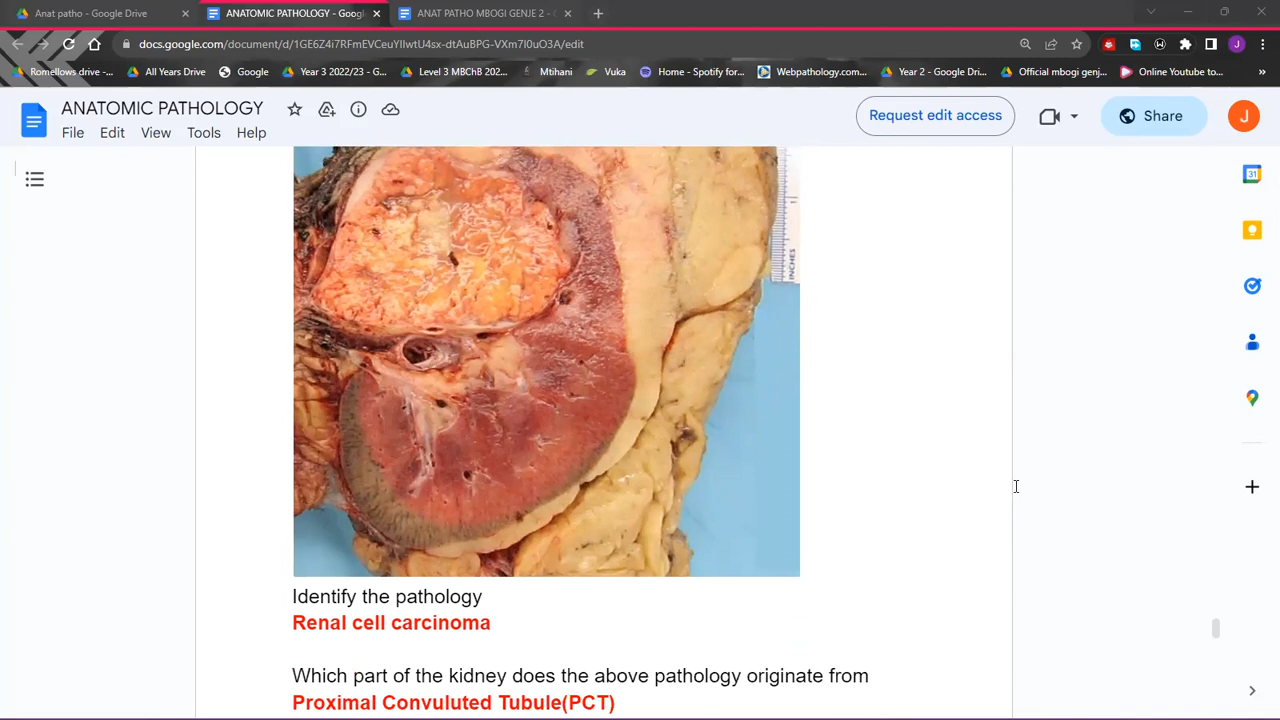 Anat patho - Google Drive
ANATOMIC PATHOLOGY - Goog
ANAT PATHO MBOGI GENJE 2 -
docs.google.com/document/d/1GE6Z4i7RFmEVCeuYIIwtU4sx-dtAuBPG-VXm7I0uO3A/edit
Romellows drive -...
All Years Drive
Google
Year 3 2022/23 - G...
Level 3 MBChB 202...
Mtihani
Vuka
Home - Spotify for...
Webpathology.com...
Year 2 - Google Dri...
Official mbogi genj...
Online Youtube to...
ANATOMIC PATHOLOGY
File Edit View Tools Help
Request edit access
Share
J
31
INCHES
1
Identify the pathology
Renal cell carcinoma
Which part of the kidney does the above pathology originate from
Proximal Convuluted Tubule(PCT)